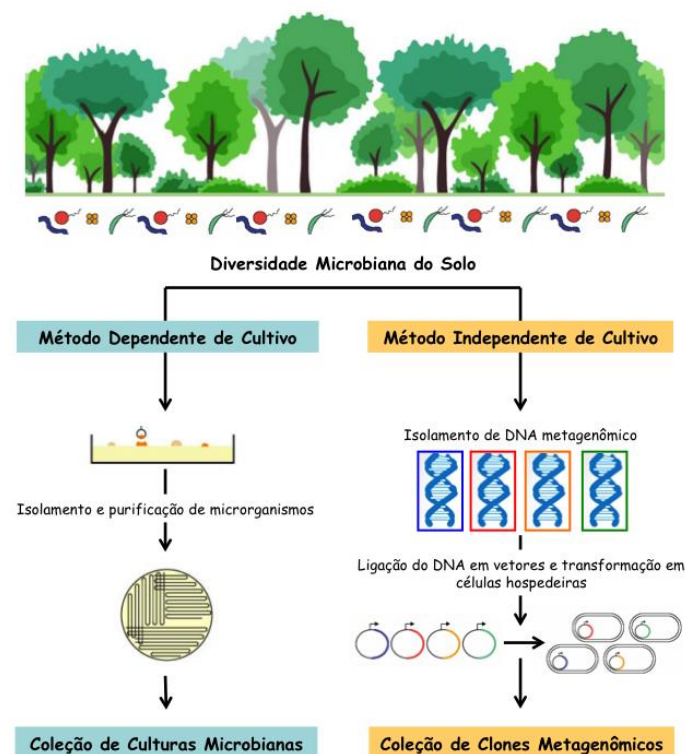 Diversidade Microbiana do Solo
Método Dependente de Cultivo
Método Independente de Cultivo
Isolamento e purificação de microrganismos
Coleção de Culturas Microbianas
Isolamento de DNA metagenômico
Ligação do DNA em vetores e transformação em
células hospedeiras
Coleção de Clones Metagenômicos